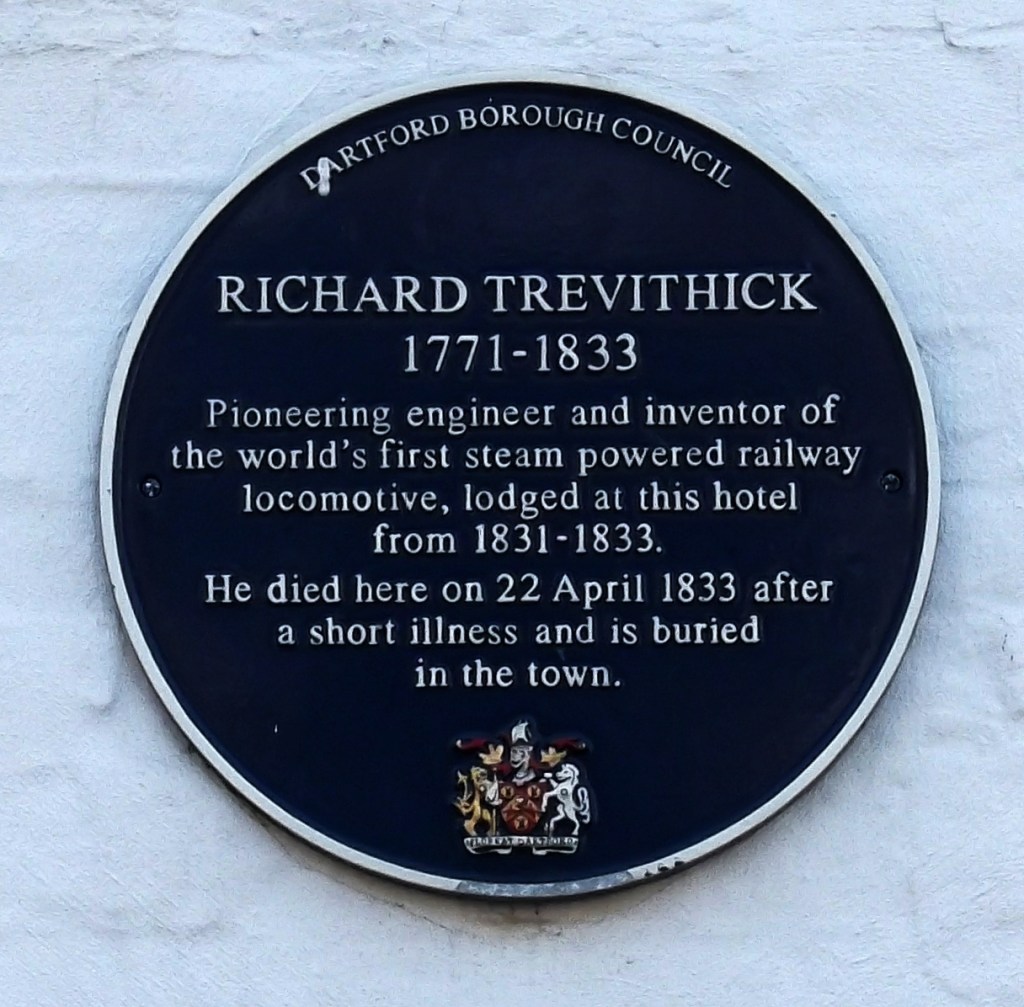 DARTFORD BOROUGH COUNCIL
RICHARD TREVITHICK
1771-1833
Pioneering engineer and inventor of
the world's first steam powered railway
locomotive, lodged at this hotel
from 1831-1833.
He died here on 22 April 1833 after
a short illness and is buried
in the town.
FLOREAT DARTFORD